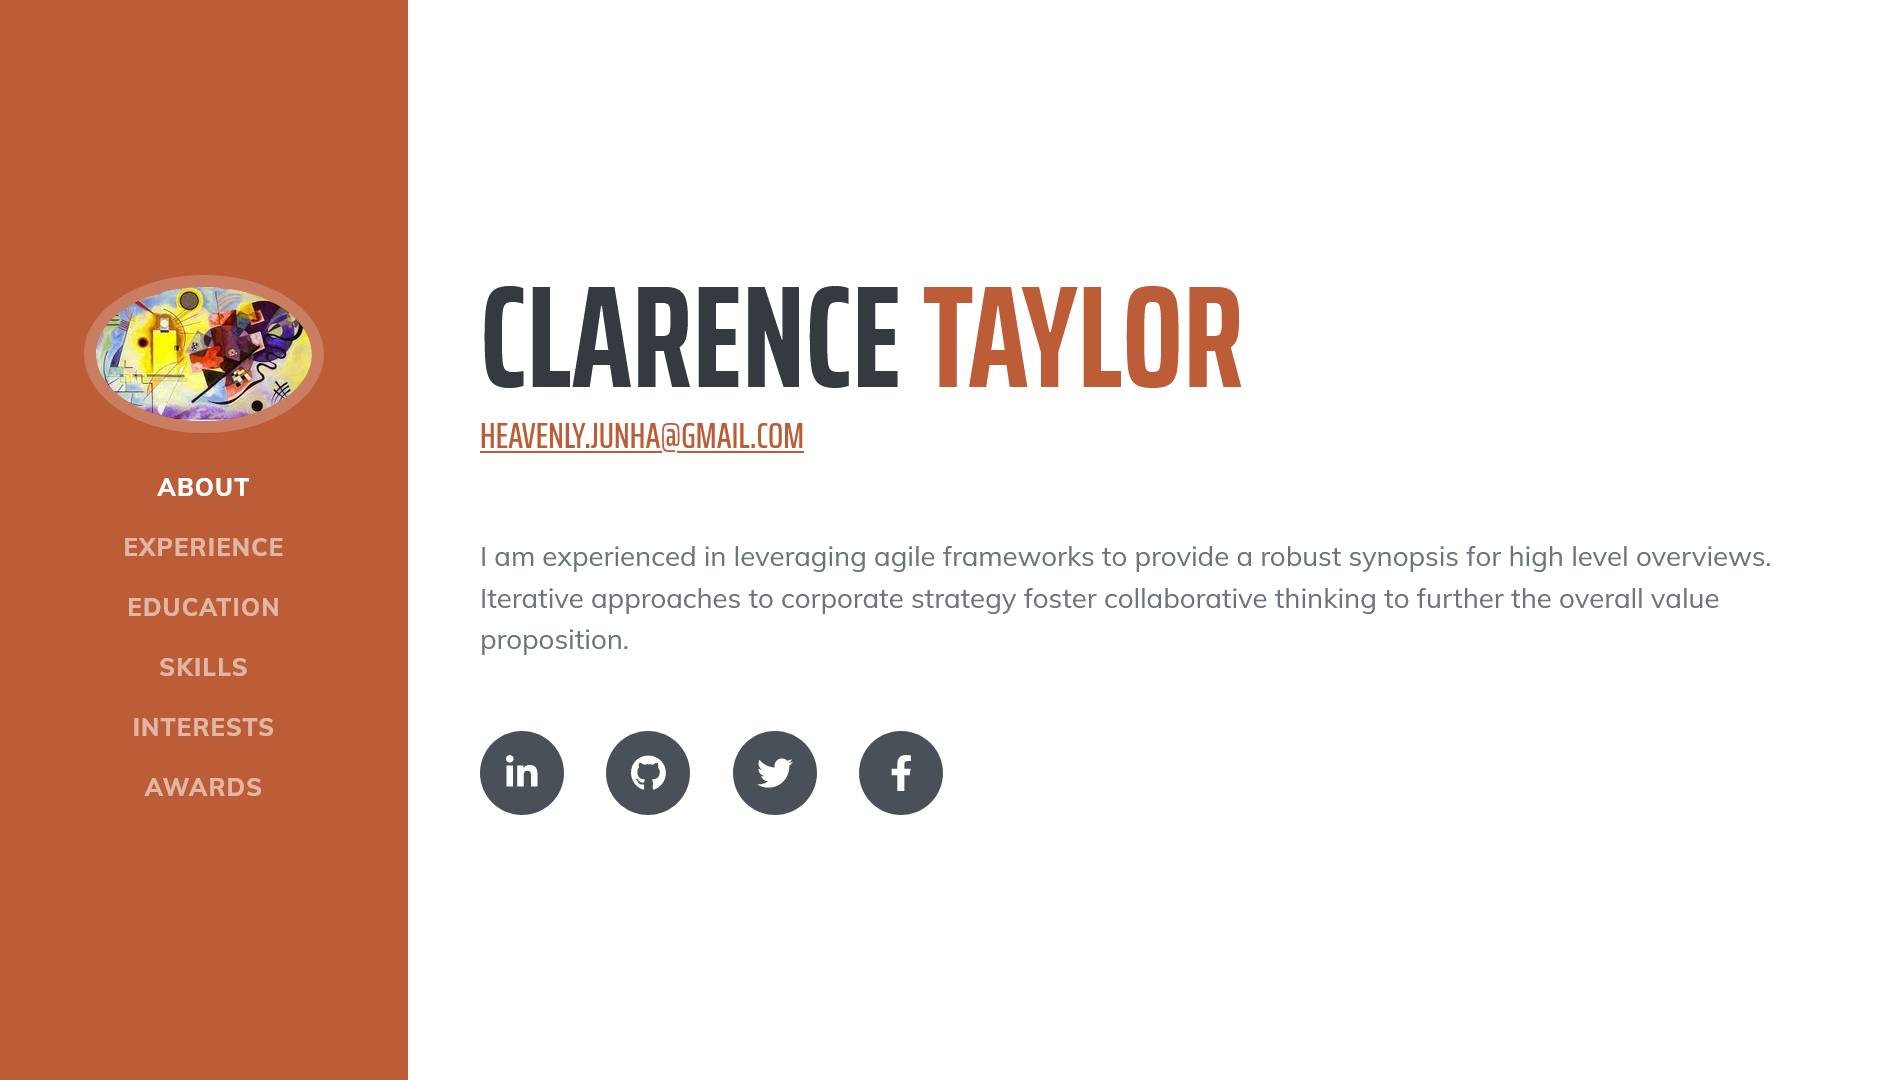 ABOUT
EXPERIENCE
EDUCATION
SKILLS
INTERESTS
AWARDS
CLARENCE TAYLOR
HEAVENLY.JUNHA@GMAIL.COM
I am experienced in leveraging agile frameworks to provide a robust synopsis for high level overviews.
Iterative approaches to corporate strategy foster collaborative thinking to further the overall value
proposition.